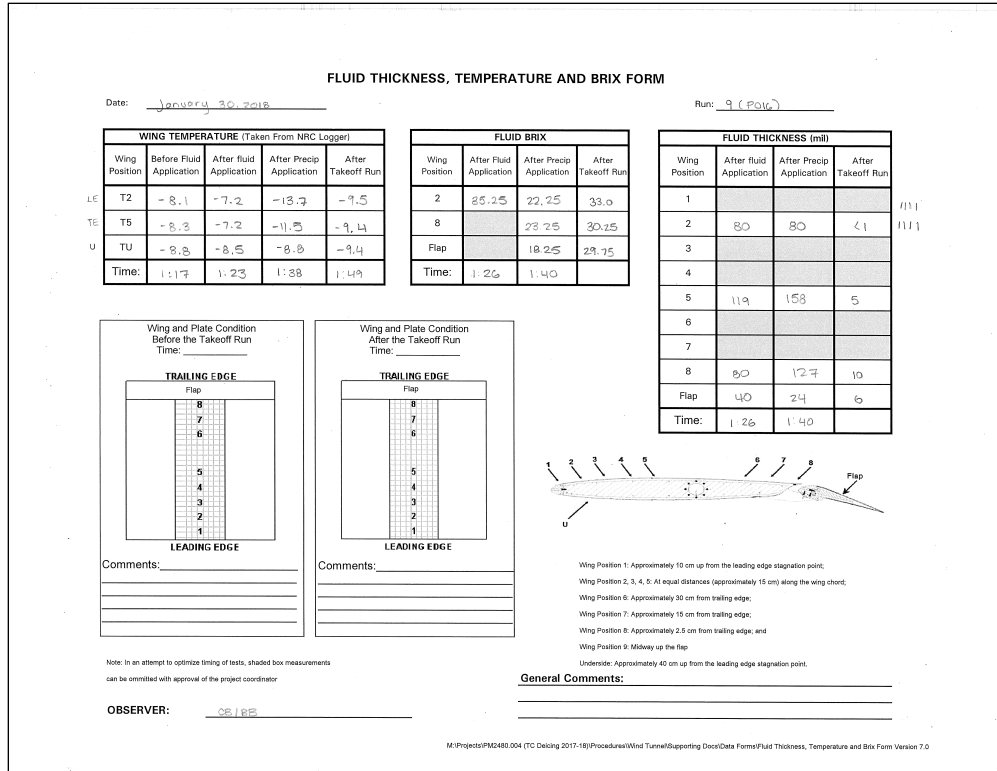 FLUID THICKNESS, TEMPERATURE AND BRIX FORM
Date: January 30, 2018 Run: 9 (P016)
WING TEMPERATURE (Taken From NRC Logger)
Wing Position Before Fluid Application After fluid Application After Precip Application After Takeoff Run
LE T2 -8.1 -7.2 -13.7 -9.5
TE T5 -8.3 -7.2 -11.5 -9.4
U TU -8.8 -8.5 -8.8 -9.4
Time: 1:17 1:23 1:38 1:49
FLUID BRIX
Wing Position After Fluid Application After Precip Application After Takeoff Run
2 35.25 22.25 33.0
8 23.25 30.25
Flap 18.25 29.75
Time: 1:26 1:40
FLUID THICKNESS (mil)
Wing Position After fluid Application After Precip Application After Takeoff Run
1 1111
2 80 80 <1 1111
3
4
5 119 158 5
6
7
8 80 127 10
Flap 40 24 6
Time: 1:26 1:40
Wing and Plate Condition
Before the Takeoff Run
Time:
TRAILING EDGE
Flap
8
7
6
5
4
3
2
1
LEADING EDGE
Comments:
Wing and Plate Condition
After the Takeoff Run
Time:
TRAILING EDGE
Flap
8
7
6
5
4
3
2
1
LEADING EDGE
Comments:
1 2 3 4 5 6 7 8
Flap
U
Wing Position 1: Approximately 10 cm up from the leading edge stagnation point;
Wing Position 2, 3, 4, 5: At equal distances (approximately 15 cm) along the wing chord;
Wing Position 6: Approximately 30 cm from trailing edge;
Wing Position 7: Approximately 15 cm from trailing edge;
Wing Position 8: Approximately 2.5 cm from trailing edge; and
Wing Position 9: Midway up the flap
Underside: Approximately 40 cm up from the leading edge stagnation point.
Note: In an attempt to optimize timing of tests, shaded box measurements
can be ommitted with approval of the project coordinator
General Comments:
OBSERVER: CB/BB
M:\Projects\PM2480.004 (TC Deicing 2017-18)\Procedures\Wind Tunnel\Supporting Docs\Data Forms\Fluid Thickness, Temperature and Brix Form Version 7.0